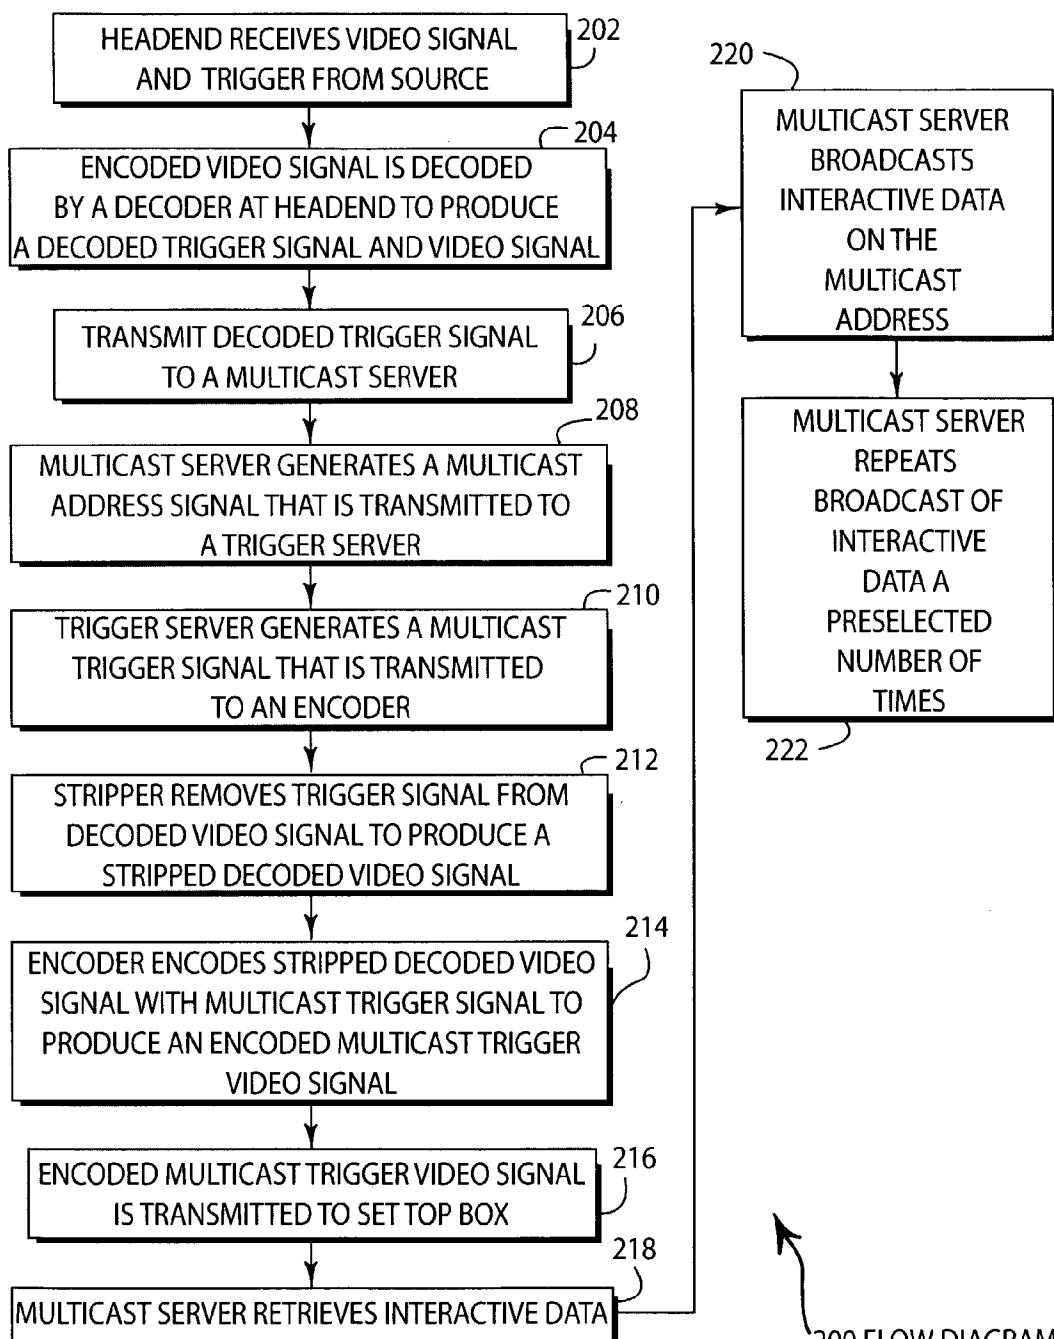 HEADEND RECEIVES VIDEO SIGNAL
AND TRIGGER FROM SOURCE
202
204
ENCODED VIDEO SIGNAL IS DECODED
BY A DECODER AT HEADEND TO PRODUCE
A DECODED TRIGGER SIGNAL AND VIDEO SIGNAL
206
TRANSMIT DECODED TRIGGER SIGNAL
TO A MULTICAST SERVER
208
MULTICAST SERVER GENERATES A MULTICAST
ADDRESS SIGNAL THAT IS TRANSMITTED TO
A TRIGGER SERVER
210
TRIGGER SERVER GENERATES A MULTICAST
TRIGGER SIGNAL THAT IS TRANSMITTED
TO AN ENCODER
212
STRIPPER REMOVES TRIGGER SIGNAL FROM
DECODED VIDEO SIGNAL TO PRODUCE A
STRIPPED DECODED VIDEO SIGNAL
214
ENCODER ENCODES STRIPPED DECODED VIDEO
SIGNAL WITH MULTICAST TRIGGER SIGNAL TO
PRODUCE AN ENCODED MULTICAST TRIGGER
VIDEO SIGNAL
216
ENCODED MULTICAST TRIGGER VIDEO SIGNAL
IS TRANSMITTED TO SET TOP BOX
218
MULTICAST SERVER RETRIEVES INTERACTIVE DATA
220
MULTICAST SERVER
BROADCASTS
INTERACTIVE DATA
ON THE
MULTICAST
ADDRESS
MULTICAST SERVER
REPEATS
BROADCAST OF
INTERACTIVE
DATA A
PRESELECTED
NUMBER OF
TIMES
222
200 FLOW DIAGRAM